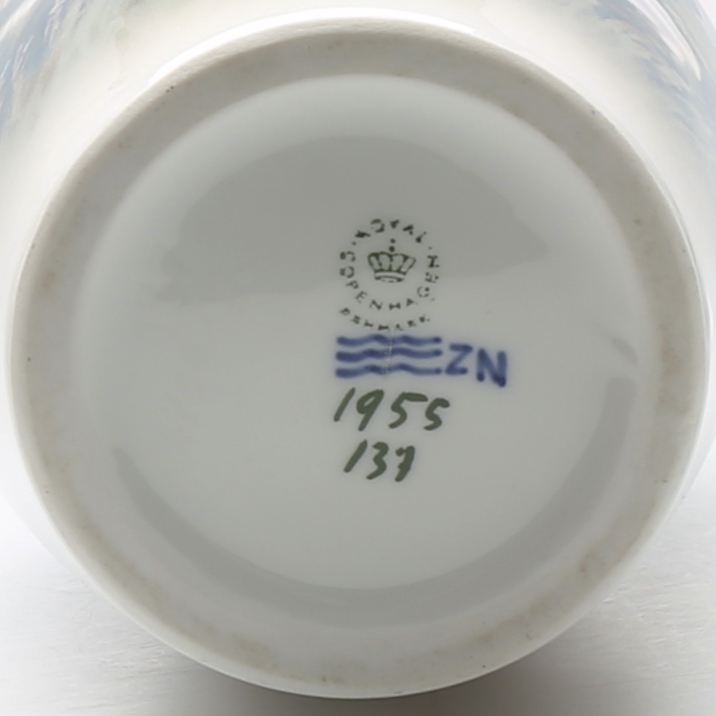 ROYAL COPENHAGEN
DENMARK
ZN
1955
137